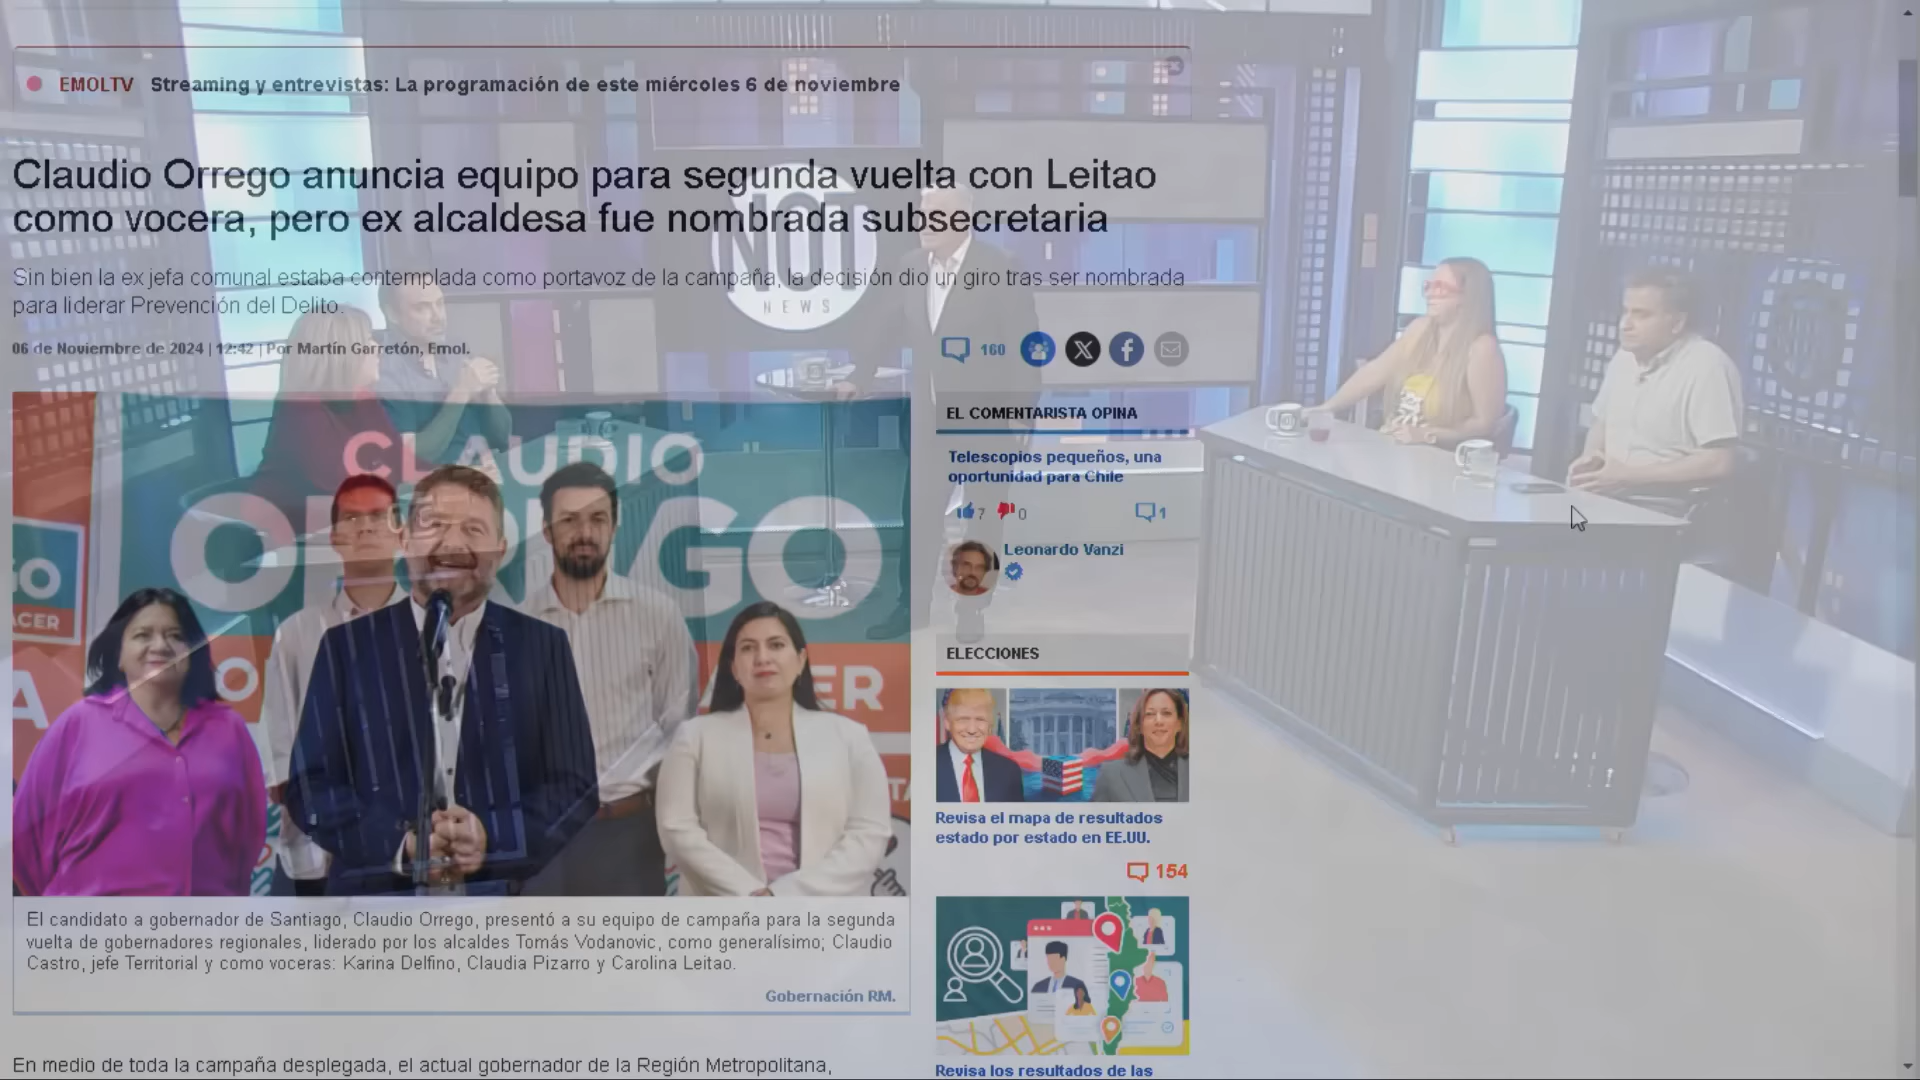 EMOLTV Streaming y entrevistas: La programación de este miércoles 6 de noviembre
Claudio Orrego anuncia equipo para segunda vuelta con Leitao
como vocera, pero ex alcaldesa fue nombrada subsecretaria
Sin bien la ex jefa comunal estaba contemplada como portavoz de la campaña, la decisión dio un giro tras ser nombrada
para liderar Prevención del Delito.
06 de Noviembre de 2024 | 12:42 | Por Martín Garretón, Emol.
160
NOT
NEWS
CLAUDIO
ORREGO
GO
ACER
A
O
ACER
El candidato a gobernador de Santiago, Claudio Orrego, presentó a su equipo de campaña para la segunda
vuelta de gobernadores regionales, liderado por los alcaldes Tomás Vodanovic, como generalísimo; Claudio
Castro, jefe Territorial y como voceras: Karina Delfino, Claudia Pizarro y Carolina Leitao.
Gobernación RM.
En medio de toda la campaña desplegada, el actual gobernador de la Región Metropolitana,
EL COMENTARISTA OPINA
Telescopios pequeños, una
oportunidad para Chile
7 0 1
Leonardo Vanzi
ELECCIONES
Revisa el mapa de resultados
estado por estado en EE.UU.
154
Revisa los resultados de las